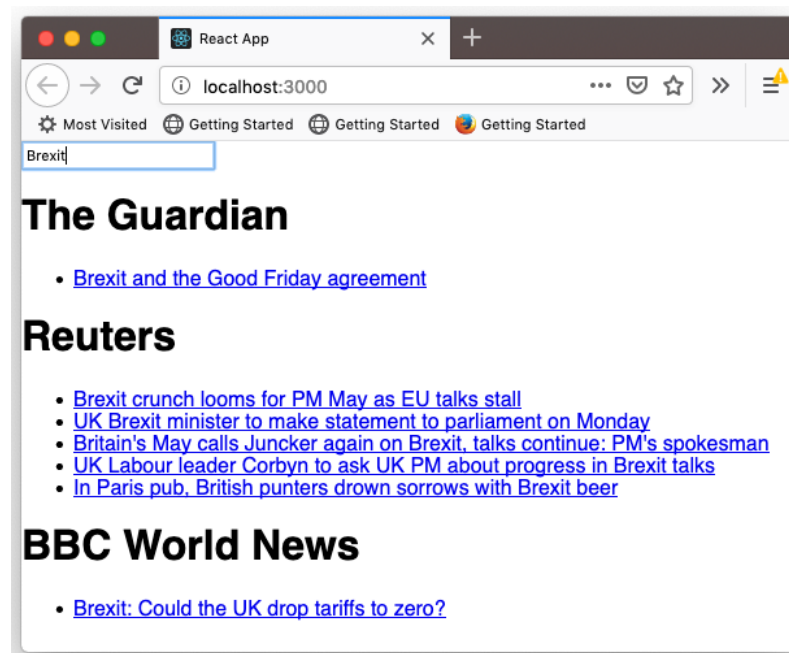 React App
localhost:3000
Most Visited Getting Started Getting Started Getting Started
Brexit
The Guardian
Brexit and the Good Friday agreement
Reuters
Brexit crunch looms for PM May as EU talks stall
UK Brexit minister to make statement to parliament on Monday
Britain's May calls Juncker again on Brexit, talks continue: PM's spokesman
UK Labour leader Corbyn to ask UK PM about progress in Brexit talks
In Paris pub, British punters drown sorrows with Brexit beer
BBC World News
Brexit: Could the UK drop tariffs to zero?